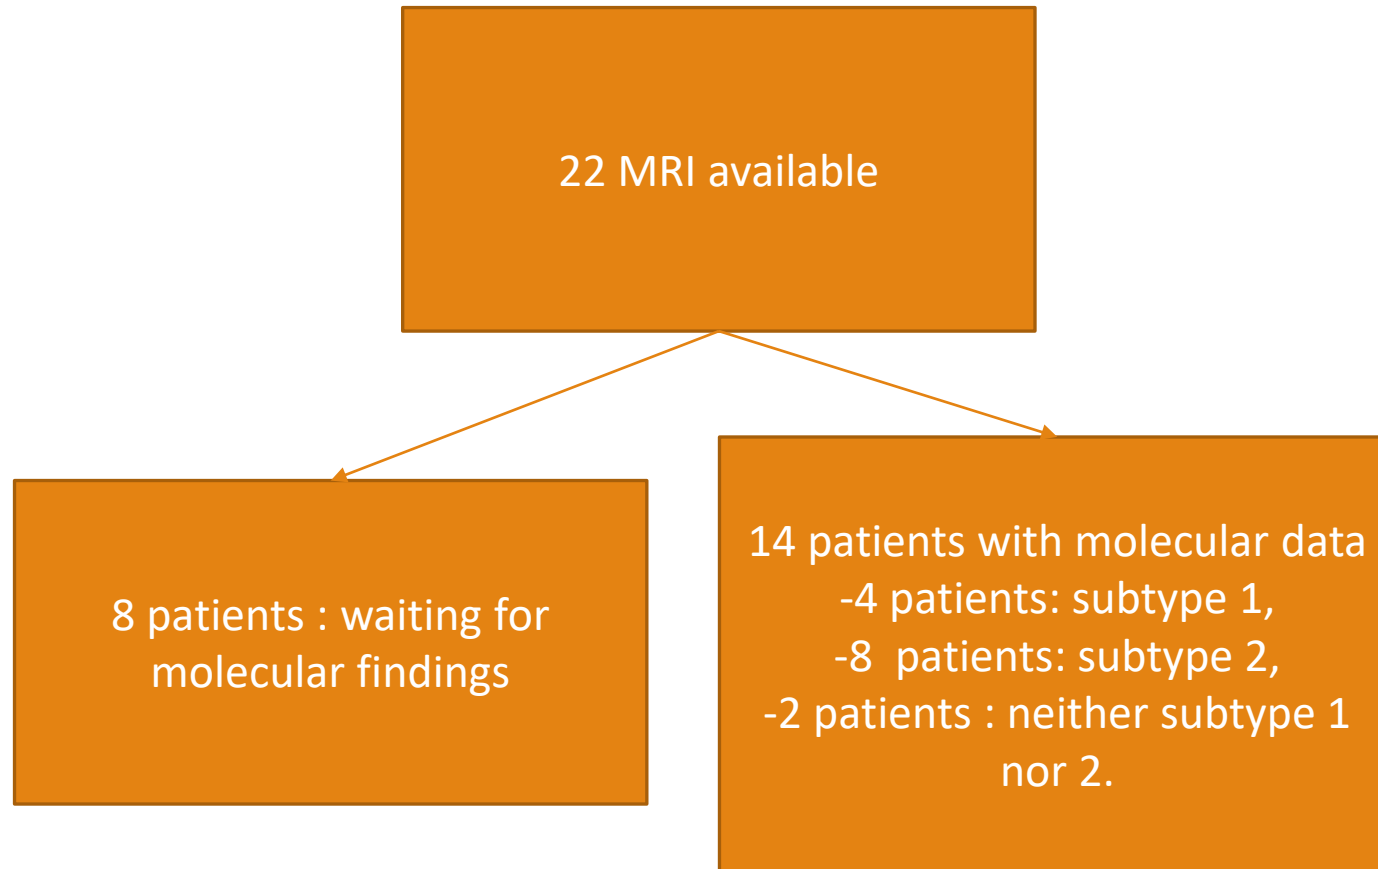 22 MRI available
8 patients : waiting for
molecular findings
14 patients with molecular data
-4 patients: subtype 1,
-8  patients: subtype 2,
-2 patients : neither subtype 1
nor 2.